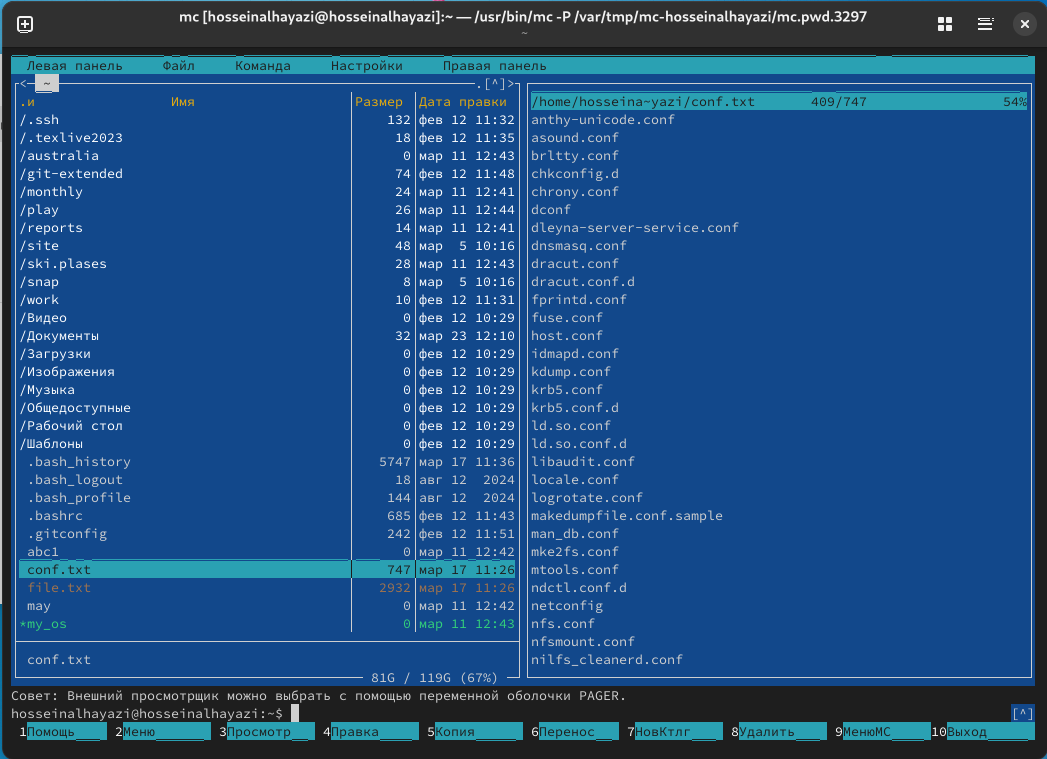 mc [hosseinalhayazi@hosseinalhayazi]:~ — /usr/bin/mc -P /var/tmp/mc-hosseinalhayazi/mc.pwd.3297
~
Левая панель Файл Команда Настройки Правая панель
<- ~ .[^]>
.и Имя Размер Дата правки
/.ssh 132 фев 12 11:32
/.texlive2023 18 фев 12 11:35
/australia 0 мар 11 12:43
/git-extended 74 фев 12 11:48
/monthly 24 мар 11 12:41
/play 26 мар 11 12:44
/reports 14 мар 11 12:41
/site 48 мар 5 10:16
/ski.plases 28 мар 11 12:43
/snap 8 мар 5 10:16
/work 10 фев 12 11:31
/Видео 0 фев 12 10:29
/Документы 32 мар 23 12:10
/Загрузки 0 фев 12 10:29
/Изображения 0 фев 12 10:29
/Музыка 0 фев 12 10:29
/Общедоступные 0 фев 12 10:29
/Рабочий стол 0 фев 12 10:29
/Шаблоны 0 фев 12 10:29
.bash_history 5747 мар 17 11:36
.bash_logout 18 авг 12 2024
.bash_profile 144 авг 12 2024
.bashrc 685 фев 12 11:43
.gitconfig 242 фев 12 11:51
abc1 0 мар 11 12:42
conf.txt 747 мар 17 11:26
file.txt 2932 мар 17 11:26
may 0 мар 11 12:42
*my_os 0 мар 11 12:43
conf.txt
81G / 119G (67%)
/home/hosseina~yazi/conf.txt 409/747 54%
anthy-unicode.conf
asound.conf
brltty.conf
chkconfig.d
chrony.conf
dconf
dleyna-server-service.conf
dnsmasq.conf
dracut.conf
dracut.conf.d
fprintd.conf
fuse.conf
host.conf
idmapd.conf
kdump.conf
krb5.conf
krb5.conf.d
ld.so.conf
ld.so.conf.d
libaudit.conf
locale.conf
logrotate.conf
makedumpfile.conf.sample
man_db.conf
mke2fs.conf
mtools.conf
ndctl.conf.d
netconfig
nfs.conf
nfsmount.conf
nilfs_cleanerd.conf
Совет: Внешний просмотрщик можно выбрать с помощью переменной оболочки PAGER.
hosseinalhayazi@hosseinalhayazi:~$ [^]
1Помощь 2Меню 3Просмотр 4Правка 5Копия 6Перенос 7НовКтлг 8Удалить 9МенюМС 10Выход